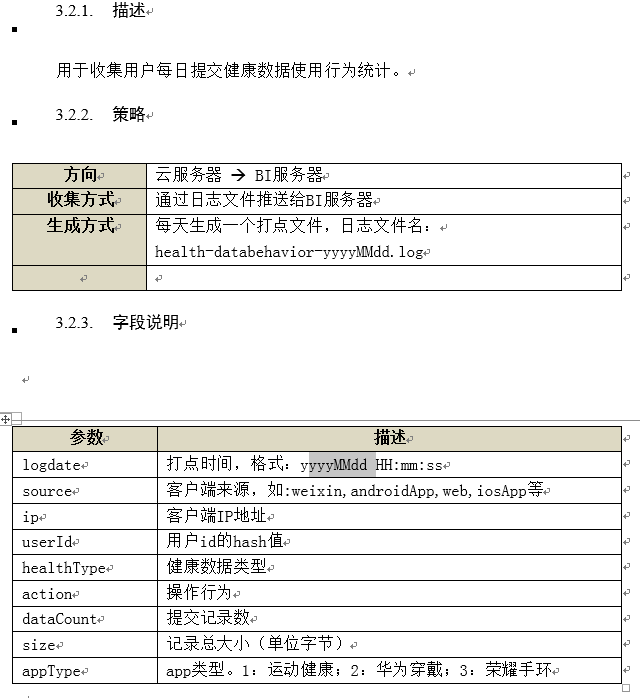 3.2.1. 描述
用于收集用户每日提交健康数据使用行为统计。
3.2.2. 策略
方向 云服务器 → BI服务器
收集方式 通过日志文件推送给BI服务器
生成方式 每天生成一个打点文件，日志文件名：
health-databehavior-yyyyMMdd.log
3.2.3. 字段说明
参数 描述
logdate 打点时间，格式：yyyyMMdd HH:mm:ss
source 客户端来源，如:weixin,androidApp,web,iosApp等
ip 客户端IP地址
userId 用户id的hash值
healthType 健康数据类型
action 操作行为
dataCount 提交记录数
size 记录总大小（单位字节）
appType app类型。1：运动健康；2：华为穿戴；3：荣耀手环